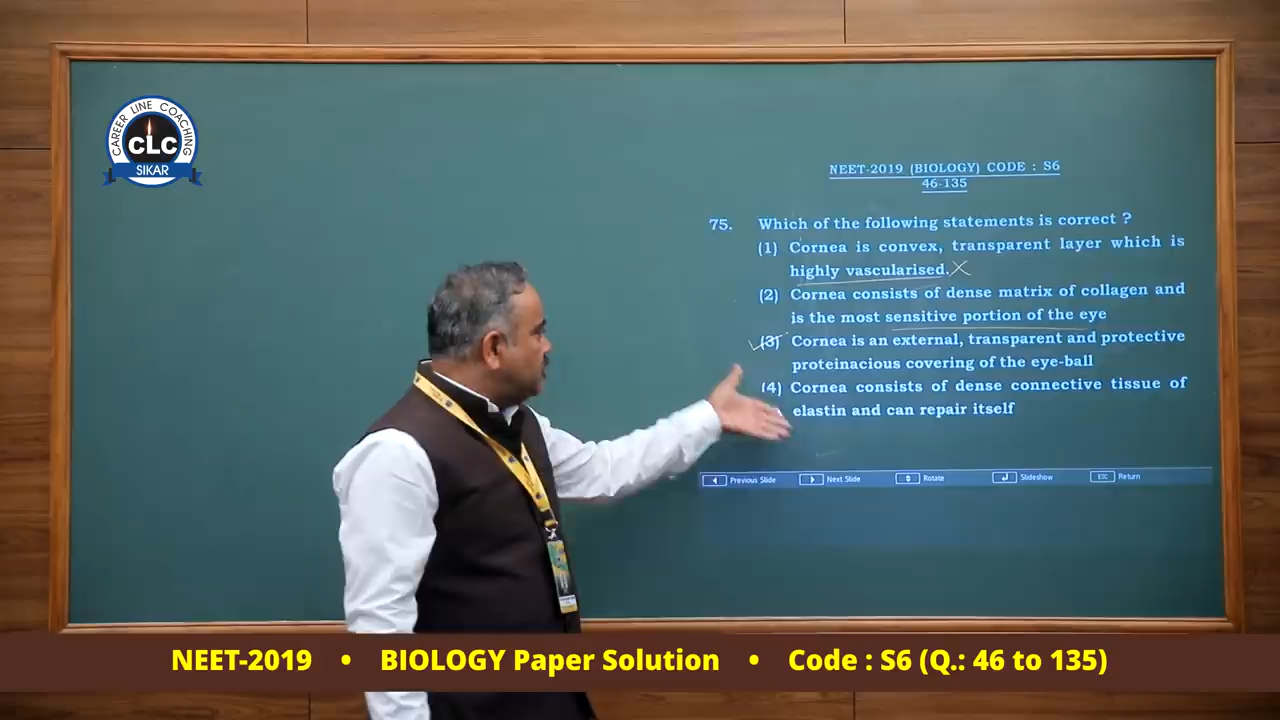 CAREER LINE COACHING
CLC
SIKAR
NEET-2019 (BIOLOGY) CODE : S6
46-135
75. Which of the following statements is correct ?
(1) Cornea is convex, transparent layer which is
highly vascularised.
(2) Cornea consists of dense matrix of collagen and
is the most sensitive portion of the eye
(3) Cornea is an external, transparent and protective
proteinacious covering of the eye-ball
(4) Cornea consists of dense connective tissue of
elastin and can repair itself
Previous Slide Next Slide Rotate Slideshow ESC Return
NEET-2019 • BIOLOGY Paper Solution • Code : S6 (Q.: 46 to 135)